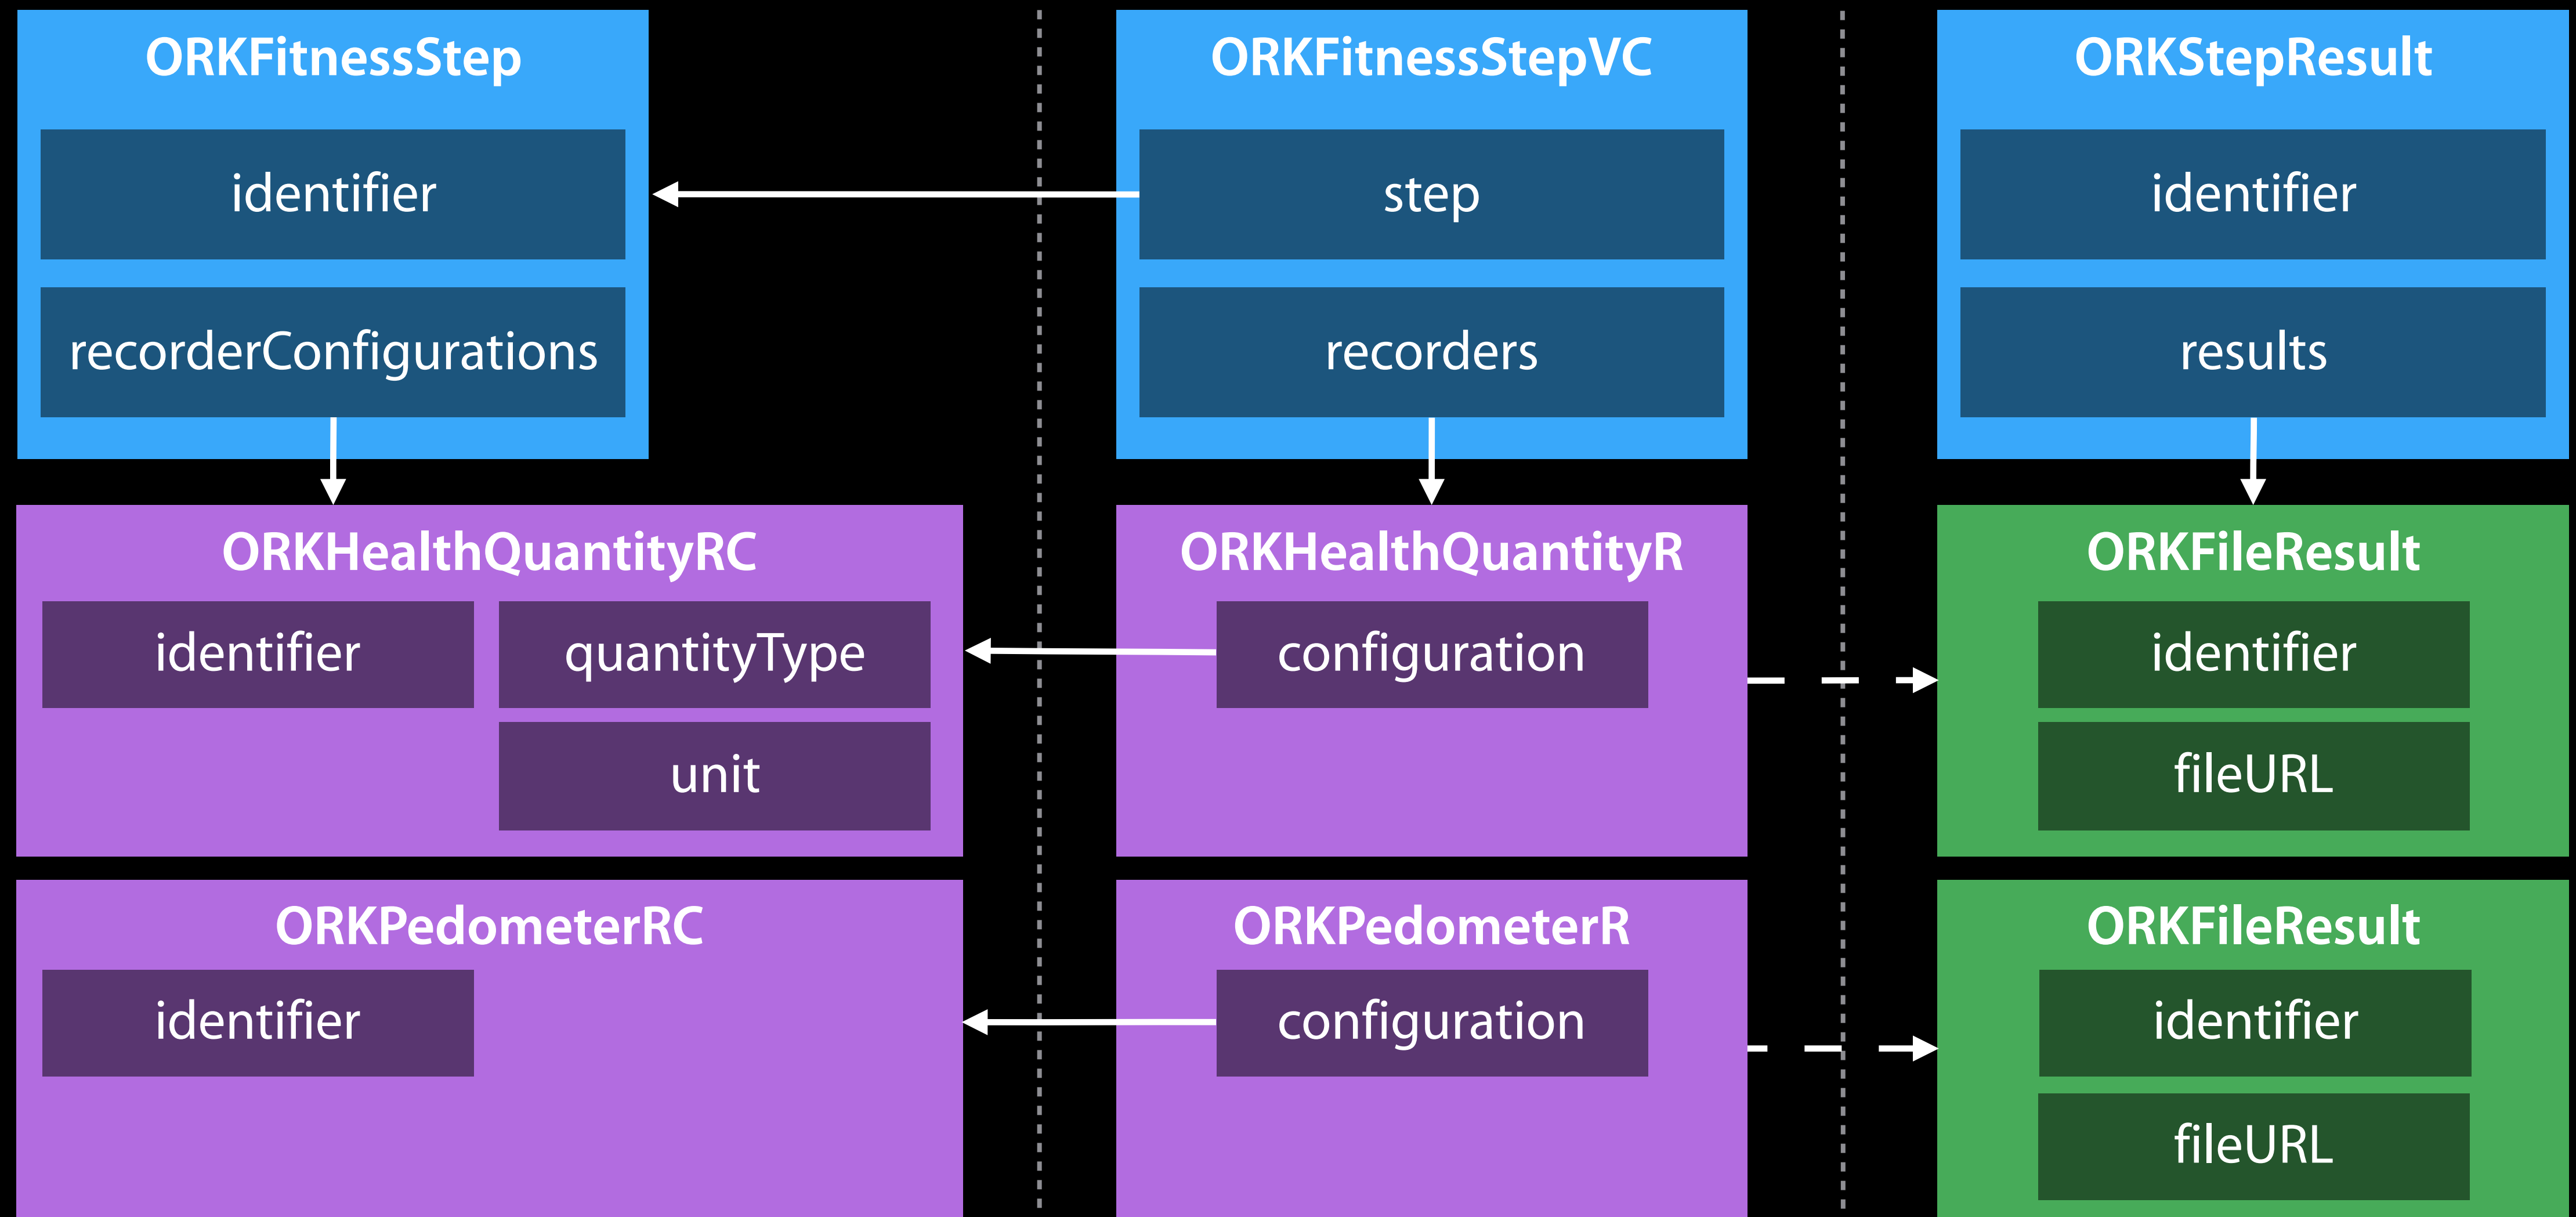 ORKFitnessStep
identifier
recorderConfigurations
ORKFitnessStepVC
step
recorders
ORKStepResult
identifier
results
ORKHealthQuantityRC
identifier
quantityType
unit
ORKHealthQuantityR
configuration
ORKFileResult
identifier
fileURL
ORKPedometerRC
identifier
ORKPedometerR
configuration
ORKFileResult
identifier
fileURL